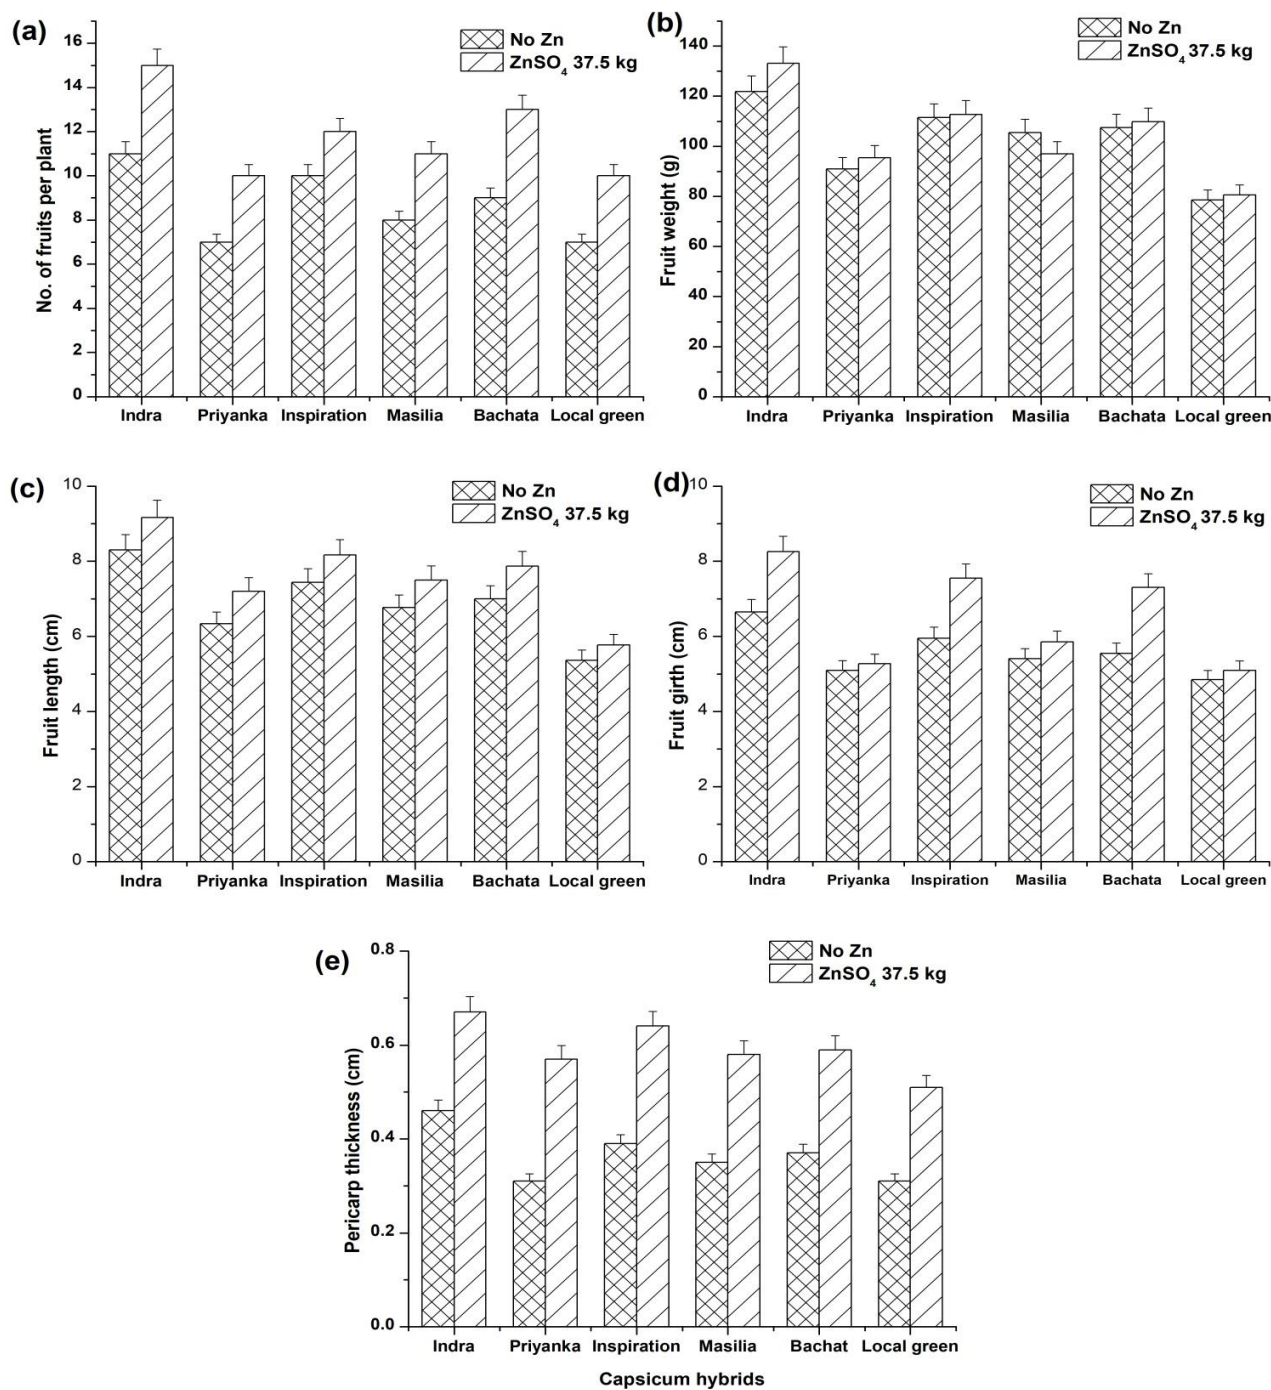 (a)
No Zn
ZnSO4 37.5 kg
No. of fruits per plant
16
14
12
10
8
6
4
2
0
Indra Priyanka Inspiration Masilia Bachata Local green
(b)
No Zn
ZnSO4 37.5 kg
Fruit weight (g)
140
120
100
80
60
40
20
0
Indra Priyanka Inspiration Masilia Bachata Local green
(c)
No Zn
ZnSO4 37.5 kg
Fruit length (cm)
10
8
6
4
2
0
Indra Priyanka Inspiration Masilia Bachata Local green
(d)
No Zn
ZnSO4 37.5 kg
Fruit girth (cm)
10
8
6
4
2
0
Indra Priyanka Inspiration Masilia Bachata Local green
(e)
No Zn
ZnSO4 37.5 kg
Pericarp thickness (cm)
0.8
0.6
0.4
0.2
0.0
Indra Priyanka Inspiration Masilia Bachat Local green
Capsicum hybrids